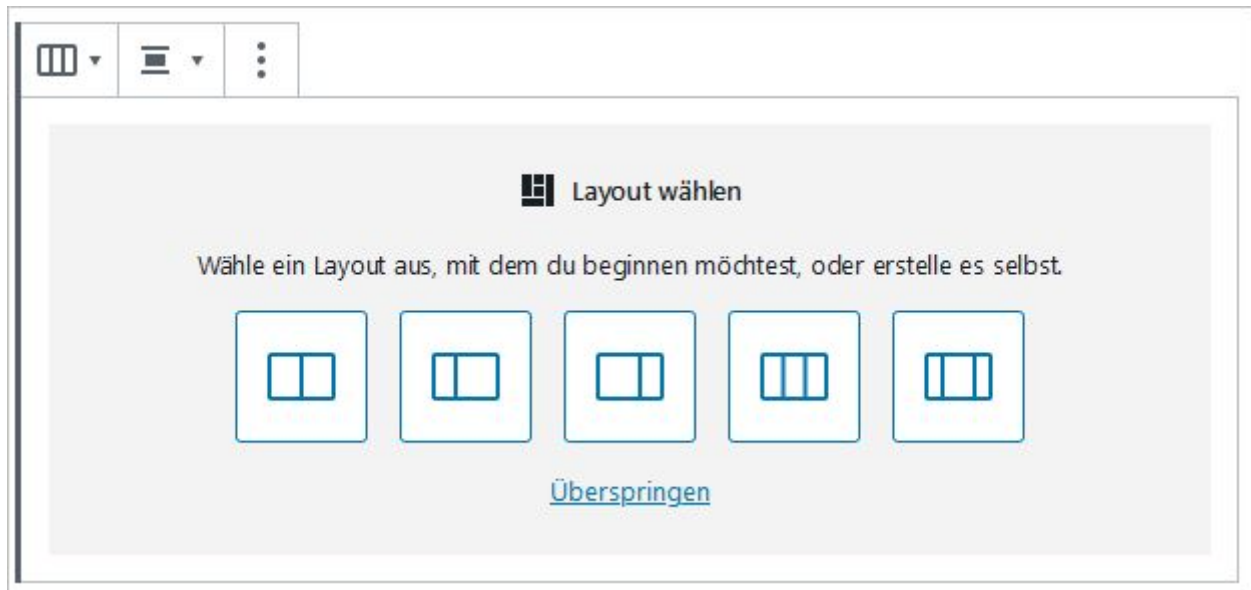 Layout wählen
Wähle ein Layout aus, mit dem du beginnen möchtest, oder erstelle es selbst.
Überspringen